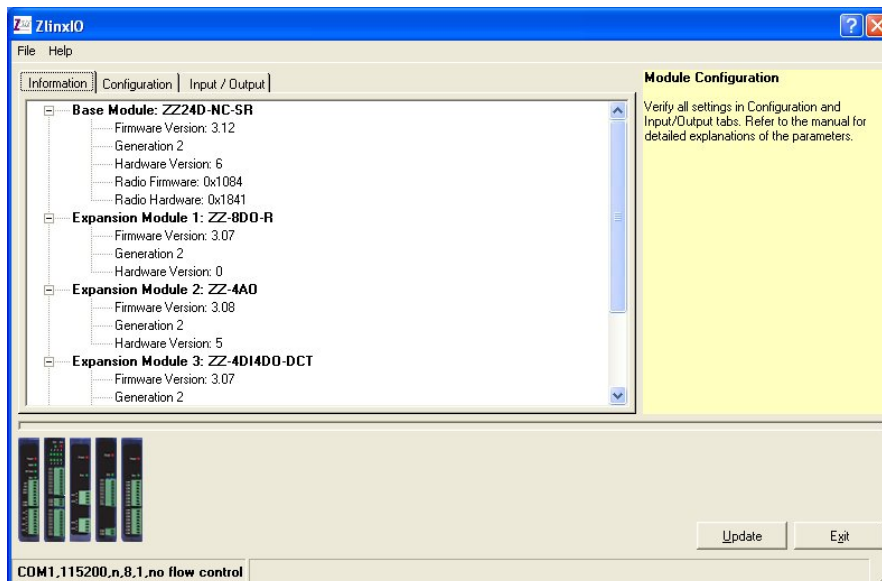 ZlinxIO
File Help
Information Configuration Input / Output
Base Module: ZZ24D-NC-SR
Firmware Version: 3.12
Generation 2
Hardware Version: 6
Radio Firmware: 0x1084
Radio Hardware: 0x1841
Expansion Module 1: ZZ-8DO-R
Firmware Version: 3.07
Generation 2
Hardware Version: 0
Expansion Module 2: ZZ-4AO
Firmware Version: 3.08
Generation 2
Hardware Version: 5
Expansion Module 3: ZZ-4DI4DO-DCT
Firmware Version: 3.07
Generation 2
Module Configuration
Verify all settings in Configuration and
Input/Output tabs. Refer to the manual for
detailed explanations of the parameters.
Update Exit
COM1,115200,n,8,1,no flow control